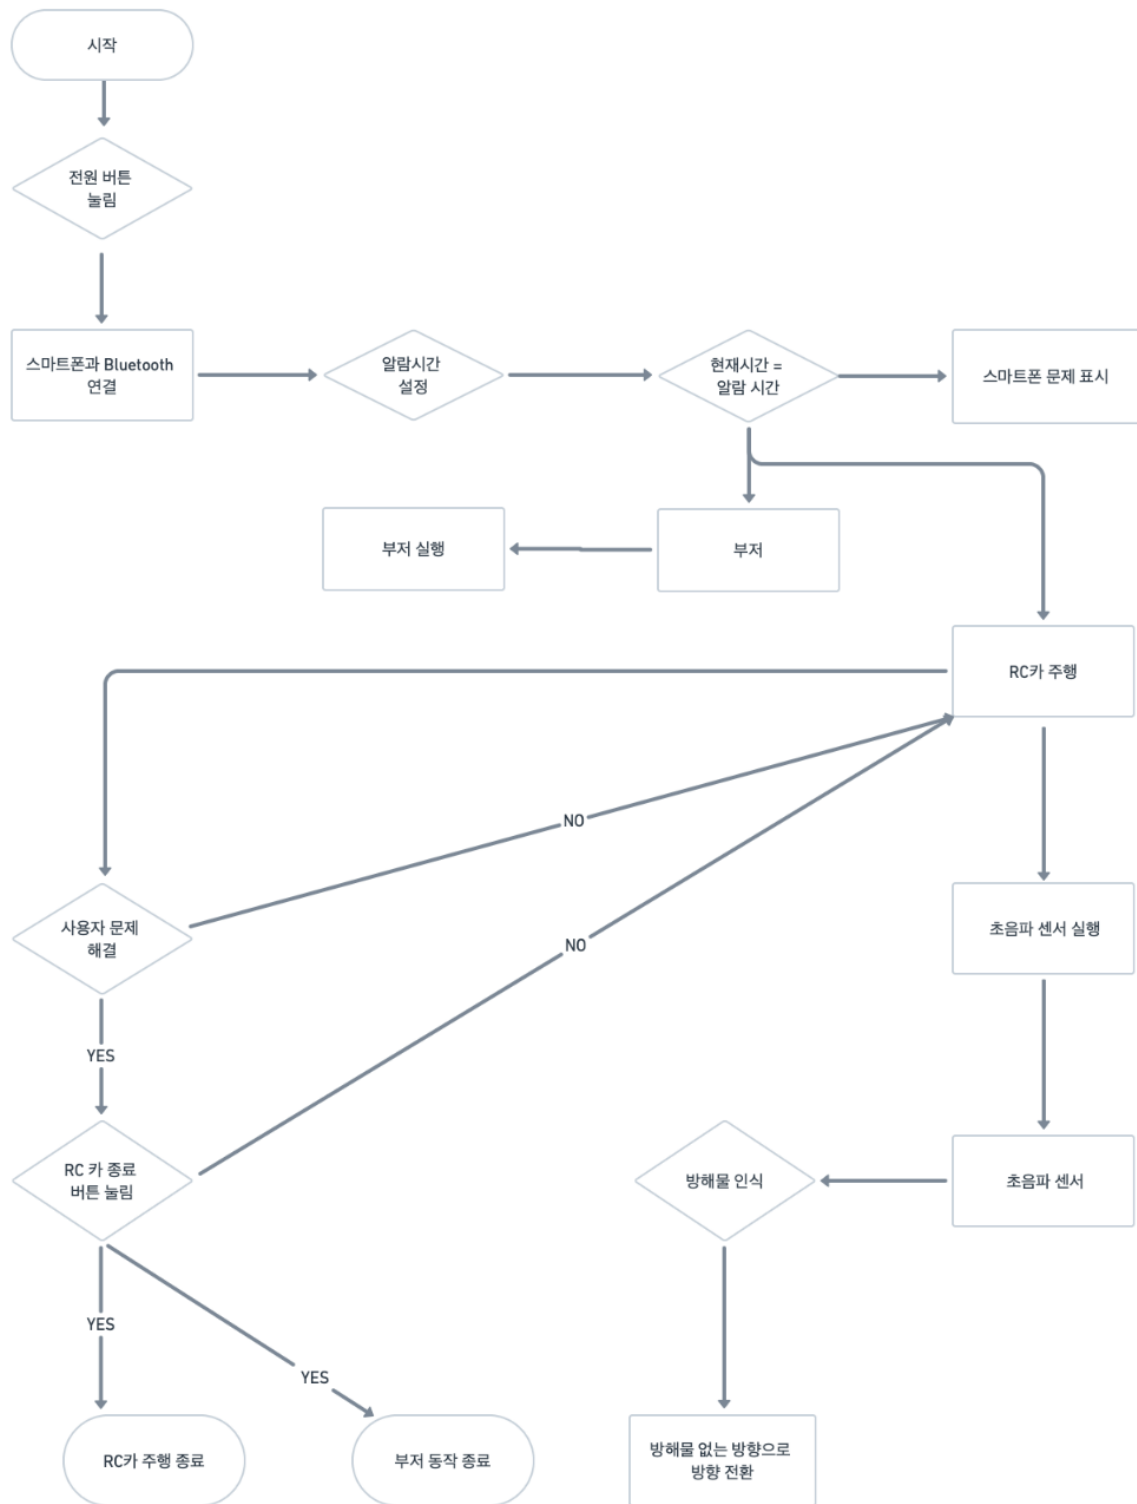 시작
전원 버튼
눌림
스마트폰과 Bluetooth
연결
알람시간
설정
현재시간 =
알람 시간
스마트폰 문제 표시
부저 실행
부저
RC카 주행
NO
사용자 문제
해결
초음파 센서 실행
NO
YES
RC 카 종료
버튼 눌림
방해물 인식
초음파 센서
YES
YES
RC카 주행 종료
부저 동작 종료
방해물 없는 방향으로
방향 전환